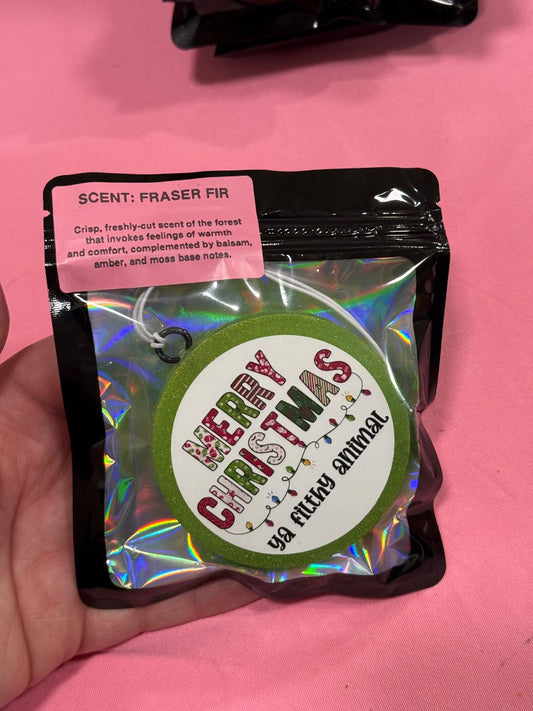 SCENT: FRASER FIR
Crisp, freshly-cut scent of the forest
that invokes feelings of warmth
and comfort, complemented by balsam,
amber, and moss base notes.
MERRY
CHRISTMAS
ya filthy animal